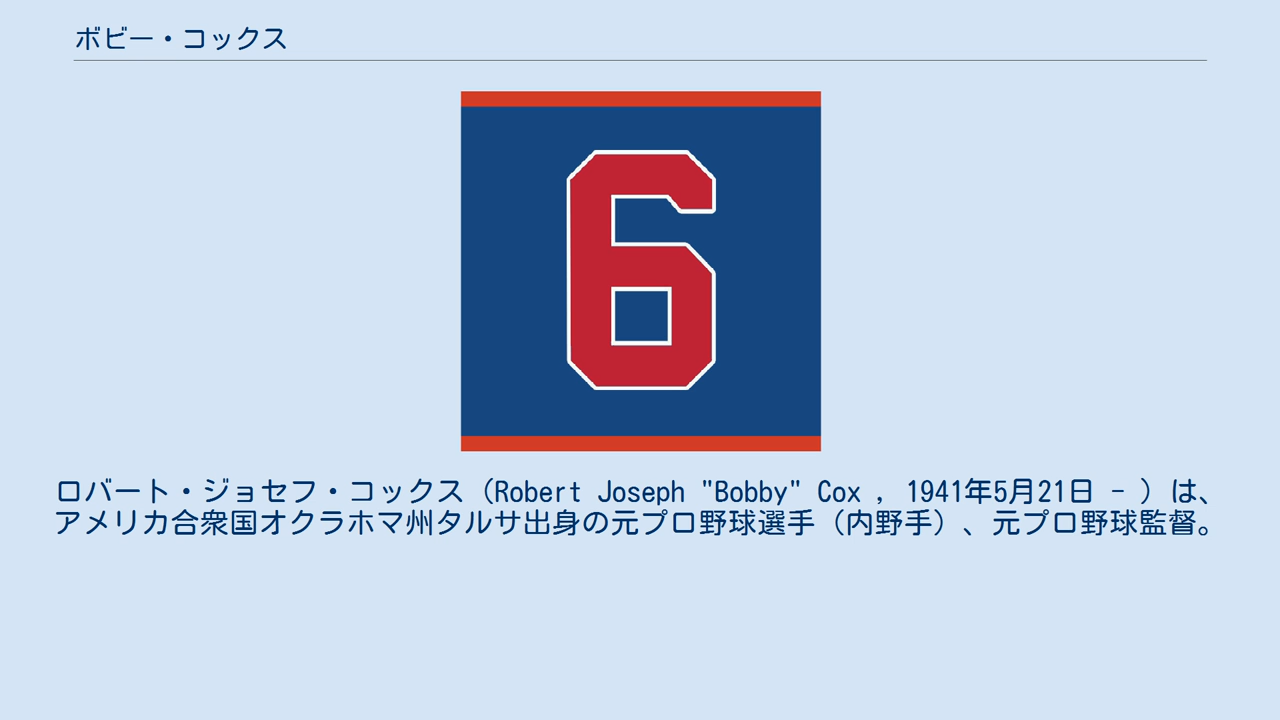 ボビー・コックス
6
ロバート・ジョセフ・コックス（Robert Joseph "Bobby" Cox , 1941年5月21日 - ）は、
アメリカ合衆国オクラホマ州タルサ出身の元プロ野球選手（内野手）、元プロ野球監督。